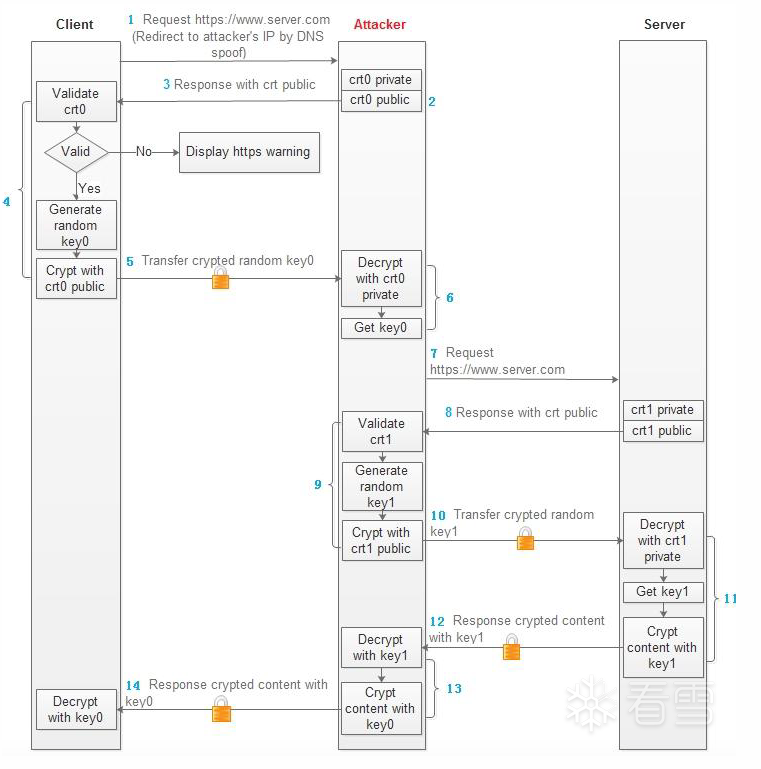 Client
Attacker
Server
1 Request https://www.server.com
(Redirect to attacker's IP by DNS
spoof)
crt0 private
crt0 public
2
3 Response with crt public
Validate
crt0
Valid
No
Display https warning
Yes
4
Generate
random
key0
Crypt with
crt0 public
5 Transfer crypted random key0
Decrypt
with crt0
private
6
Get key0
7 Request
https://www.server.com
crt1 private
crt1 public
8 Response with crt public
Validate
crt1
9
Generate
random
key1
Crypt with
crt1 public
10 Transfer crypted random
key1
Decrypt
with crt1
private
Get key1
11
Crypt
content with
key1
12 Response crypted content
with key1
Decrypt
with key1
13
Crypt
content with
key0
14 Response crypted content with
key0
Decrypt
with key0
看雪